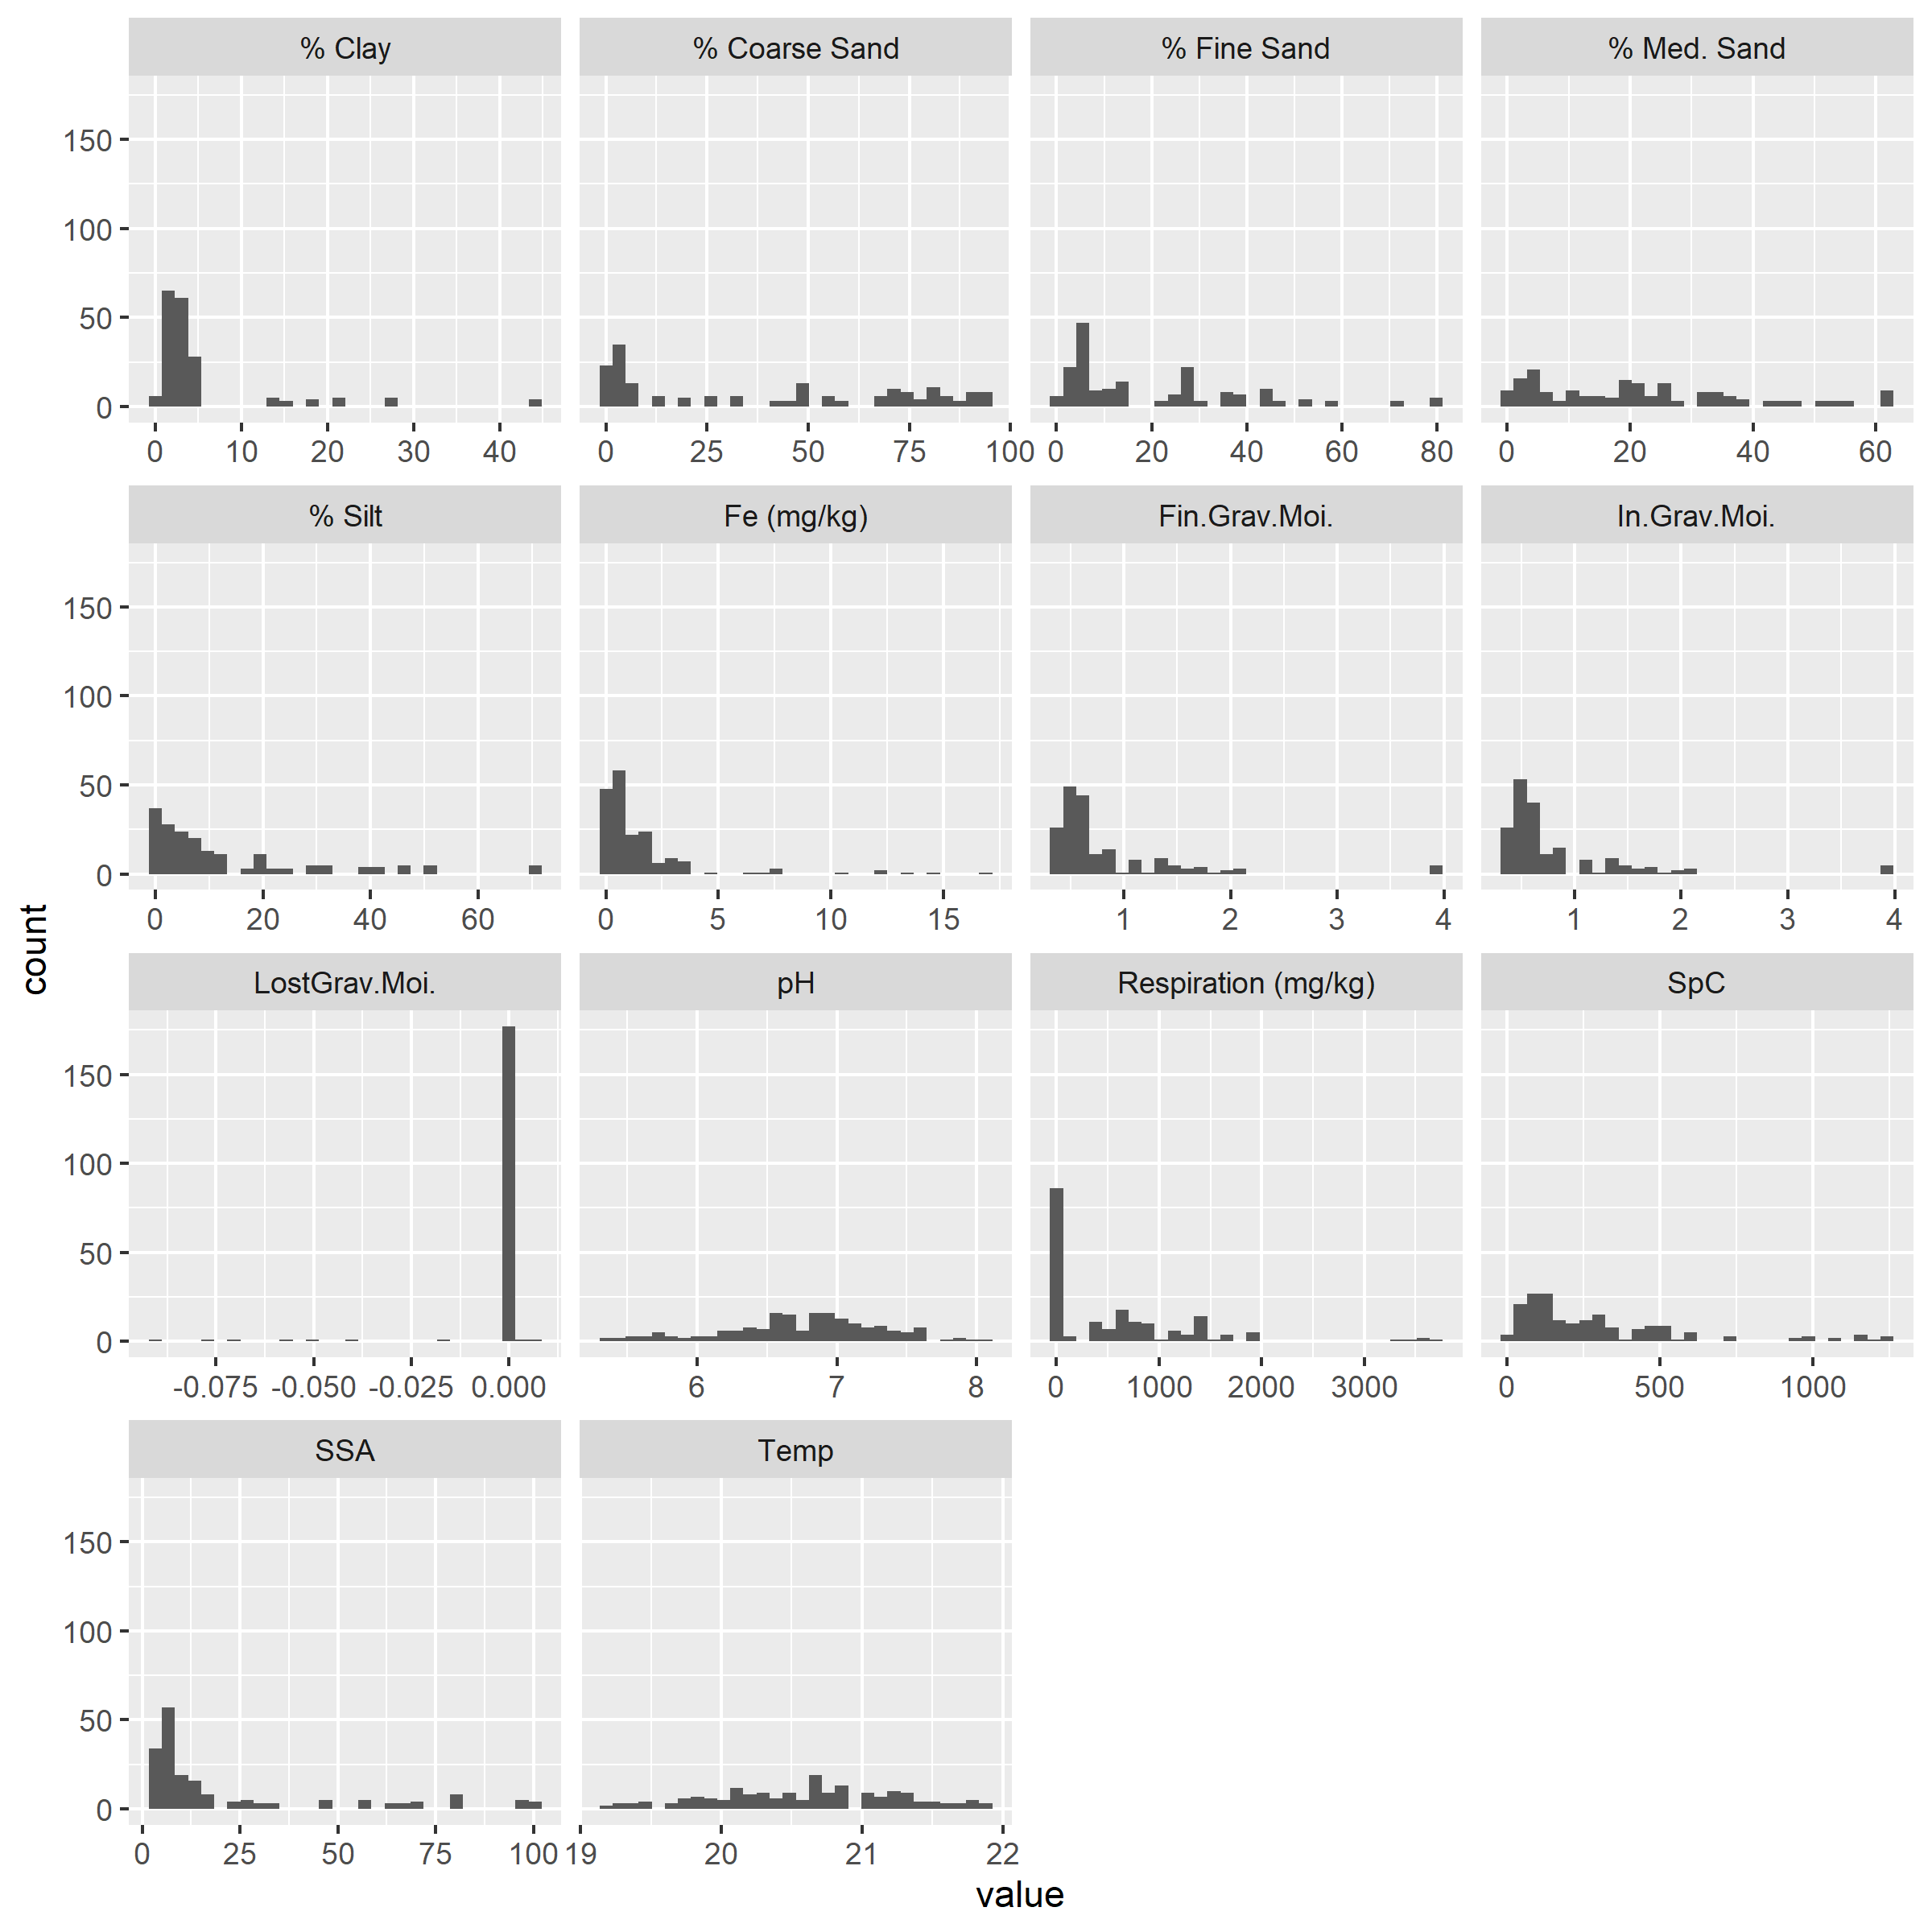 % Clay % Coarse Sand % Fine Sand % Med. Sand
150
100
50
0
0 10 20 30 40 0 25 50 75 100 0 20 40 60 80 0 20 40 60
% Silt Fe (mg/kg) Fin.Grav.Moi. In.Grav.Moi.
150
100
50
0
0 20 40 60 0 5 10 15 1 2 3 4 1 2 3 4
count
LostGrav.Moi. pH Respiration (mg/kg) SpC
150
100
50
0
-0.075 -0.050 -0.025 0.000 6 7 8 0 1000 2000 3000 0 500 1000
SSA Temp
150
100
50
0
0 25 50 75 100 19 20 21 22
value